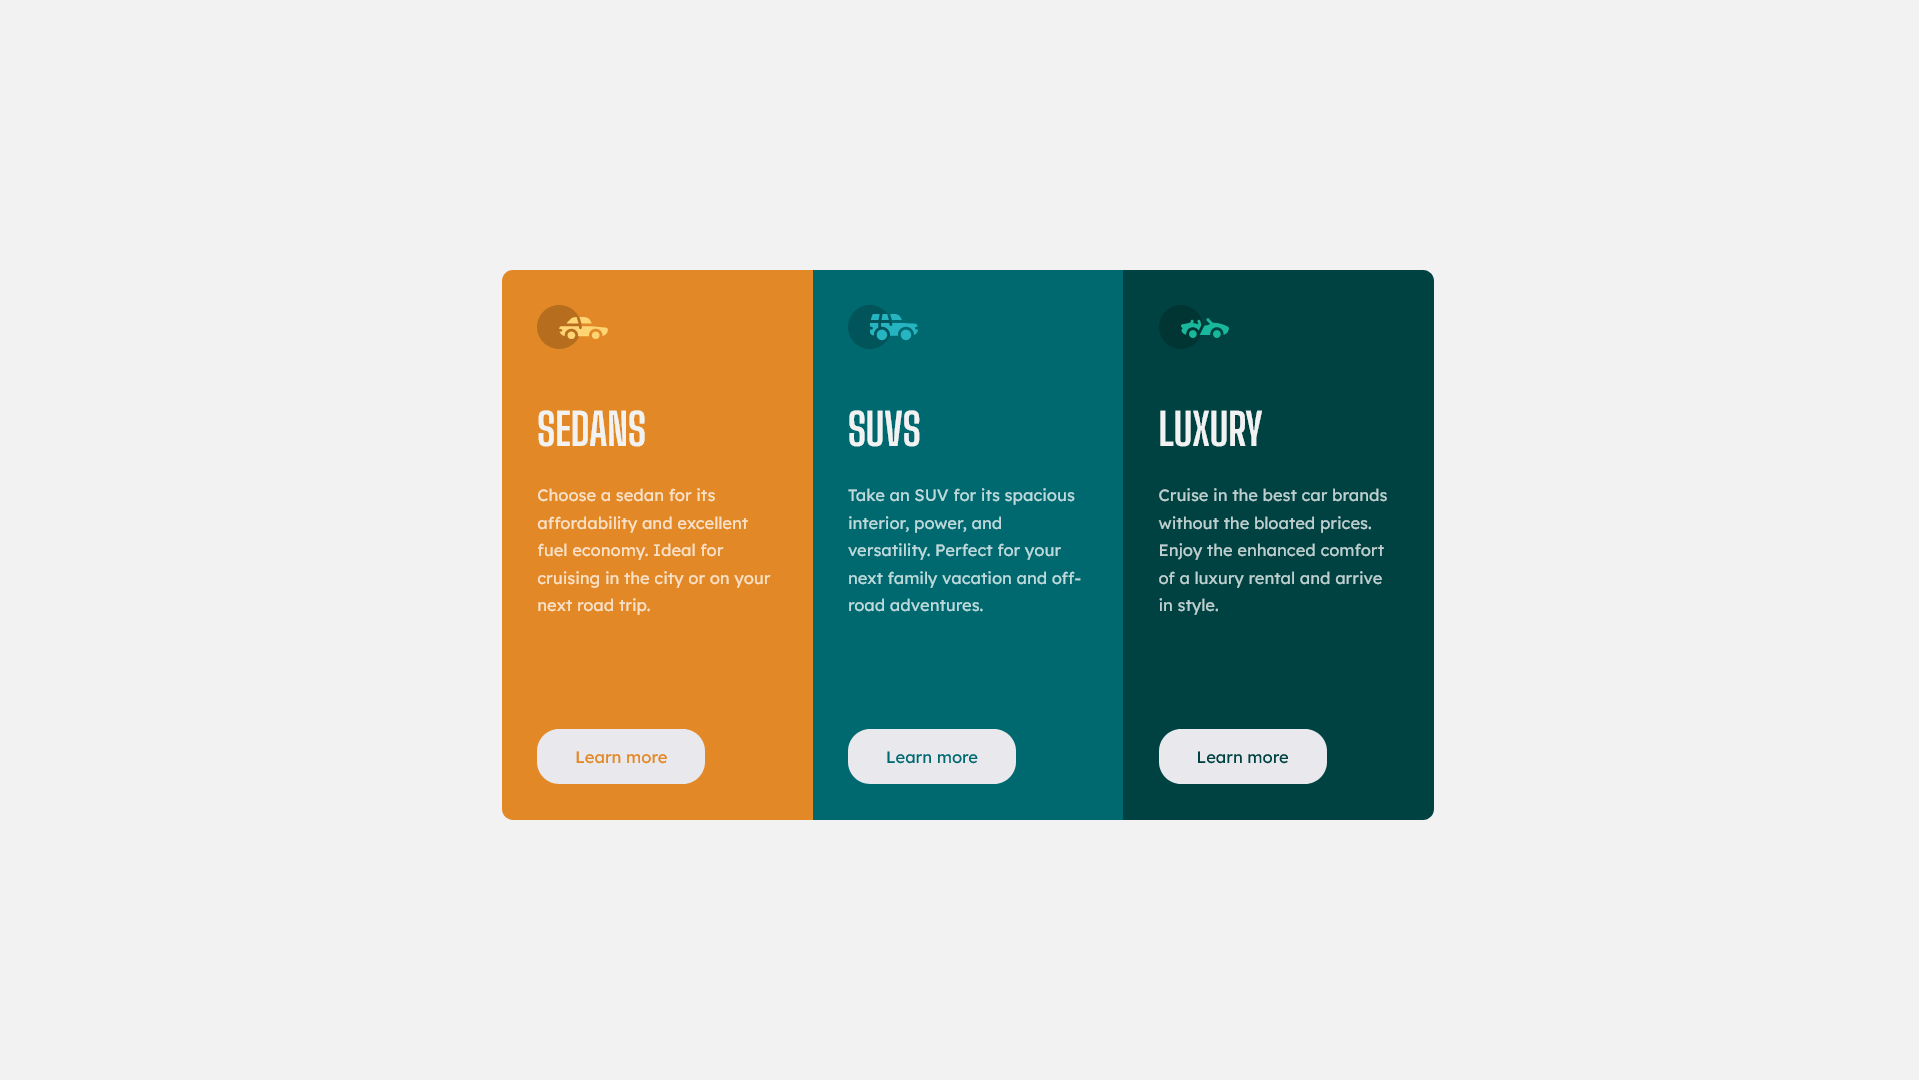 SEDANS
Choose a sedan for its
affordability and excellent
fuel economy. Ideal for
cruising in the city or on your
next road trip.
Learn more
SUVS
Take an SUV for its spacious
interior, power, and
versatility. Perfect for your
next family vacation and off-
road adventures.
Learn more
LUXURY
Cruise in the best car brands
without the bloated prices.
Enjoy the enhanced comfort
of a luxury rental and arrive
in style.
Learn more